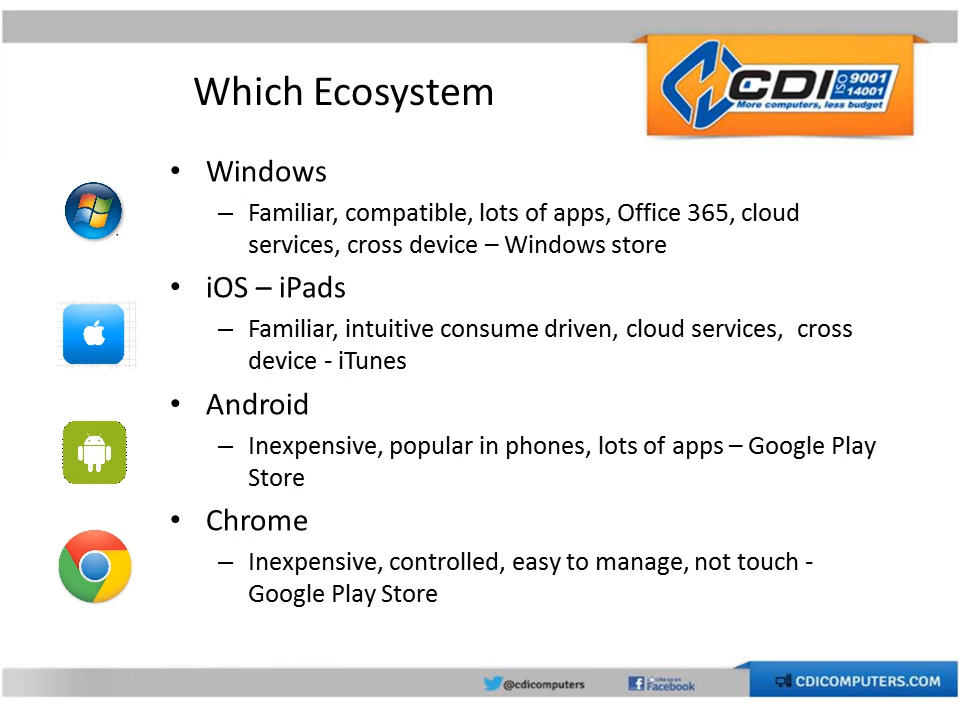 Which Ecosystem
CDI ISO 9001 14001
More computers, less budget
• Windows
– Familiar, compatible, lots of apps, Office 365, cloud
services, cross device – Windows store
• iOS – iPads
– Familiar, intuitive consume driven, cloud services,  cross
device - iTunes
• Android
– Inexpensive, popular in phones, lots of apps – Google Play
Store
• Chrome
– Inexpensive, controlled, easy to manage, not touch -
Google Play Store
@cdicomputers
Like us on
Facebook
CDICOMPUTERS.COM